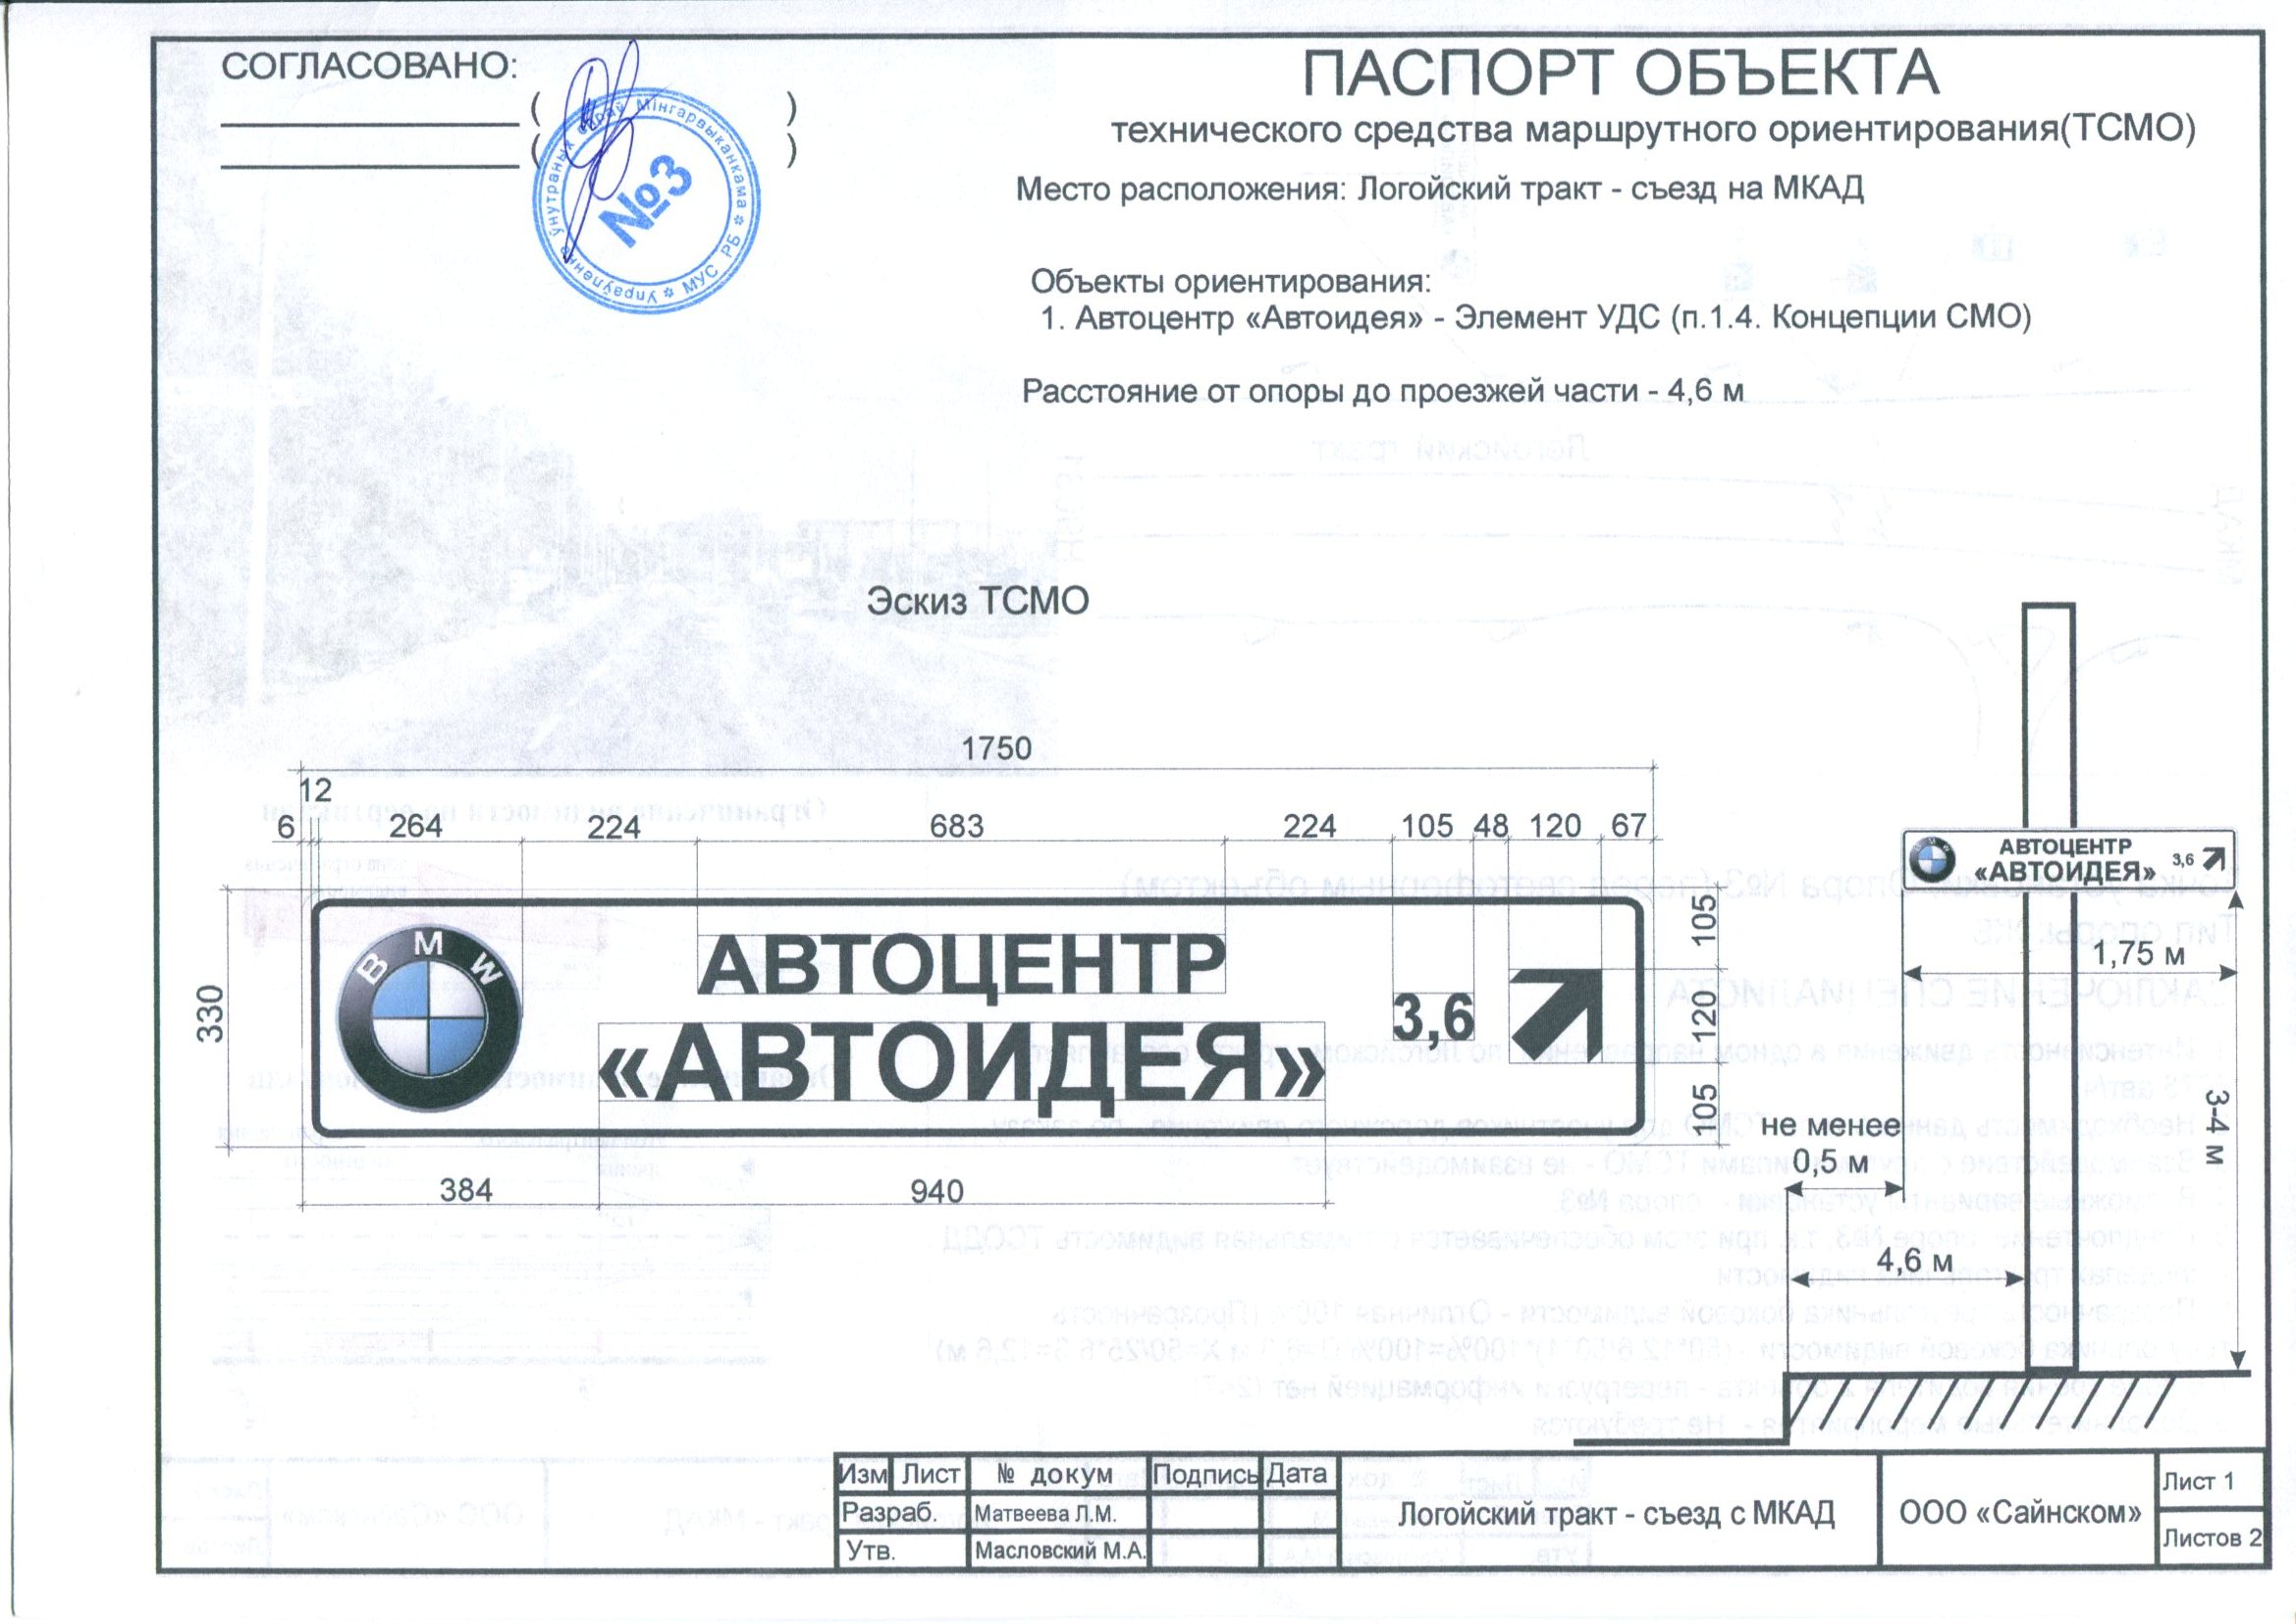 СОГЛАСОВАНО:
( )
( )
Упраўленне ўнутраных спраў Мінгарвыканкама МУС РБ
№3
ПАСПОРТ ОБЪЕКТА
технического средства маршрутного ориентирования(ТСМО)
Место расположения: Логойский тракт - съезд на МКАД
Объекты ориентирования:
1. Автоцентр «Автоидея» - Элемент УДС (п.1.4. Концепции СМО)
Расстояние от опоры до проезжей части - 4,6 м
Эскиз ТСМО
1750
12
6 264 224 683 224 105 48 120 67
330
BMW
АВТОЦЕНТР
«АВТОИДЕЯ»
3,6
105
120
105
384 940
BMW
АВТОЦЕНТР
«АВТОИДЕЯ» 3,6
1,75 м
3-4 м
не менее
0,5 м
4,6 м
Изм Лист № докум Подпись Дата
Разраб. Матвеева Л.М.
Утв. Масловский М.А.
Логойский тракт - съезд с МКАД
ООО «Сайнском»
Лист 1
Листов 2